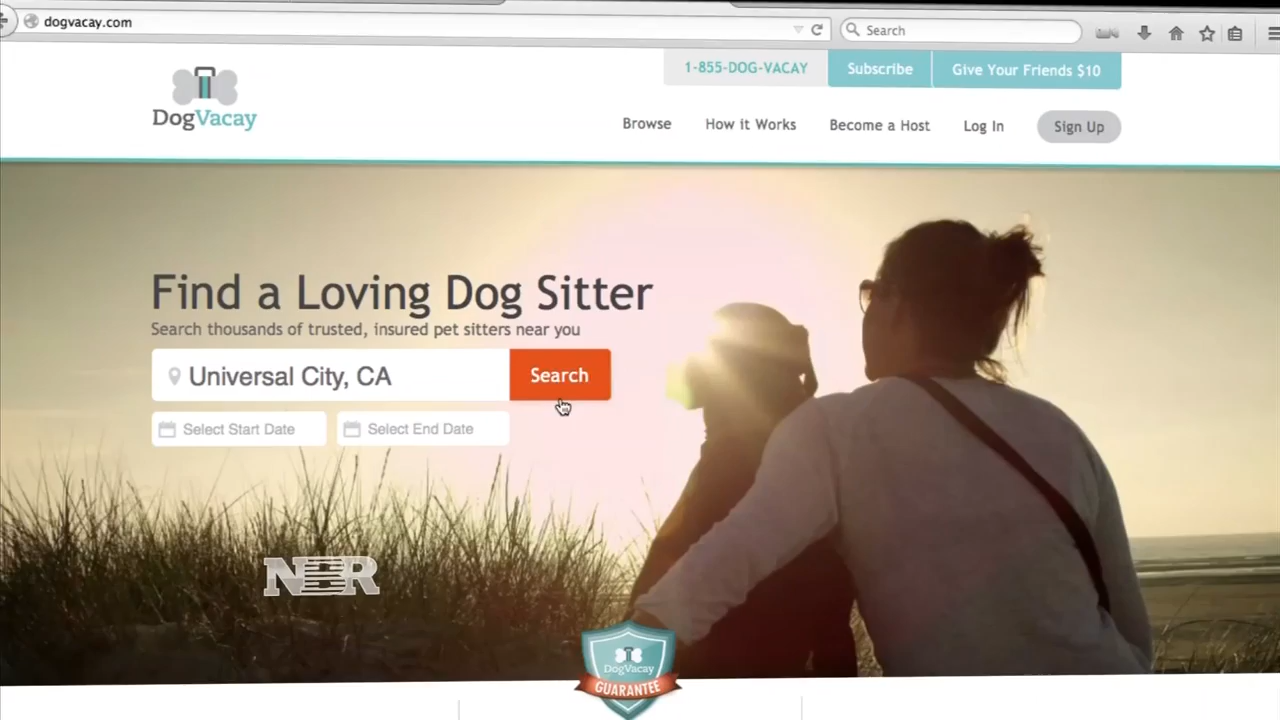 dogvacay.com
Search
1-855-DOG-VACAY
Subscribe
Give Your Friends $10
DogVacay
Browse
How it Works
Become a Host
Log In
Sign Up
Find a Loving Dog Sitter
Search thousands of trusted, insured pet sitters near you
Universal City, CA
Search
Select Start Date
Select End Date
DogVacay
GUARANTEE